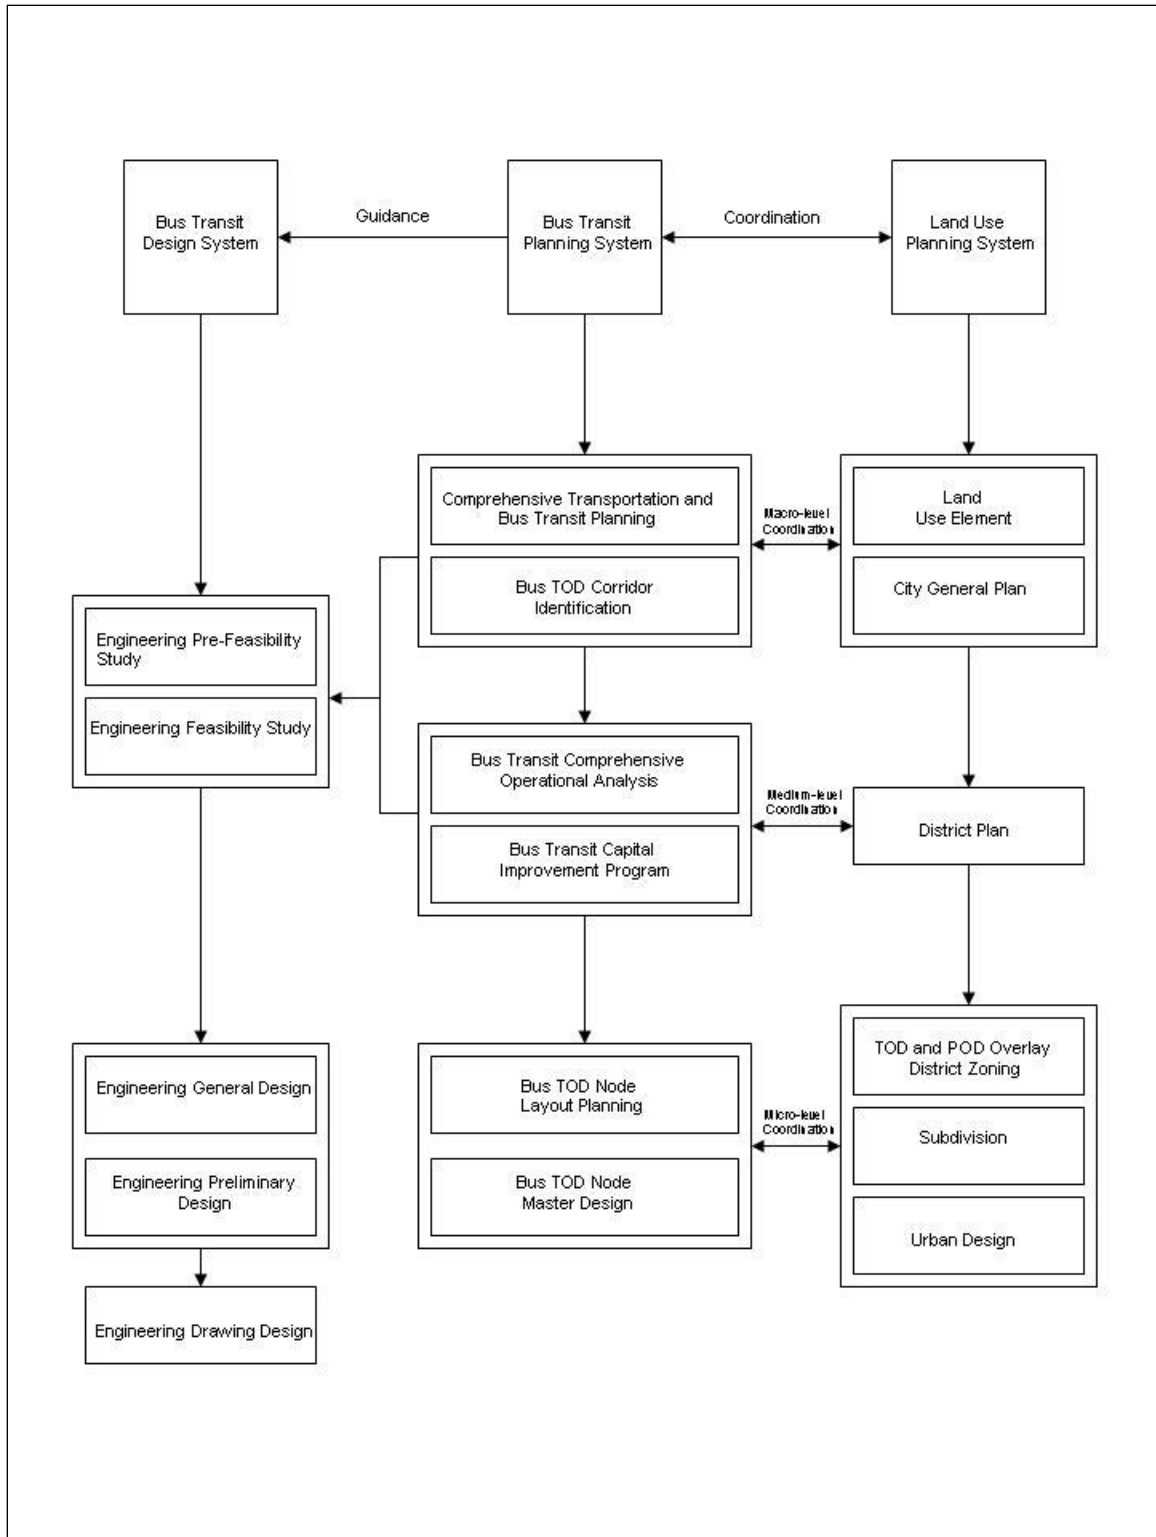 Guidance
Coordination
Bus Transit
Design System
Bus Transit
Planning System
Land Use
Planning System
Comprehensive Transportation and
Bus Transit Planning
Macro-level
Coordination
Land
Use Element
Bus TOD Corridor
Identification
City General Plan
Engineering Pre-Feasibility
Study
Engineering Feasibility Study
Bus Transit Comprehensive
Operational Analysis
Medium-level
Coordination
District Plan
Bus Transit Capital
Improvement Program
TOD and POD Overlay
District Zoning
Engineering General Design
Bus TOD Node
Layout Planning
Micro-level
Coordination
Subdivision
Engineering Preliminary
Design
Bus TOD Node
Master Design
Urban Design
Engineering Drawing Design